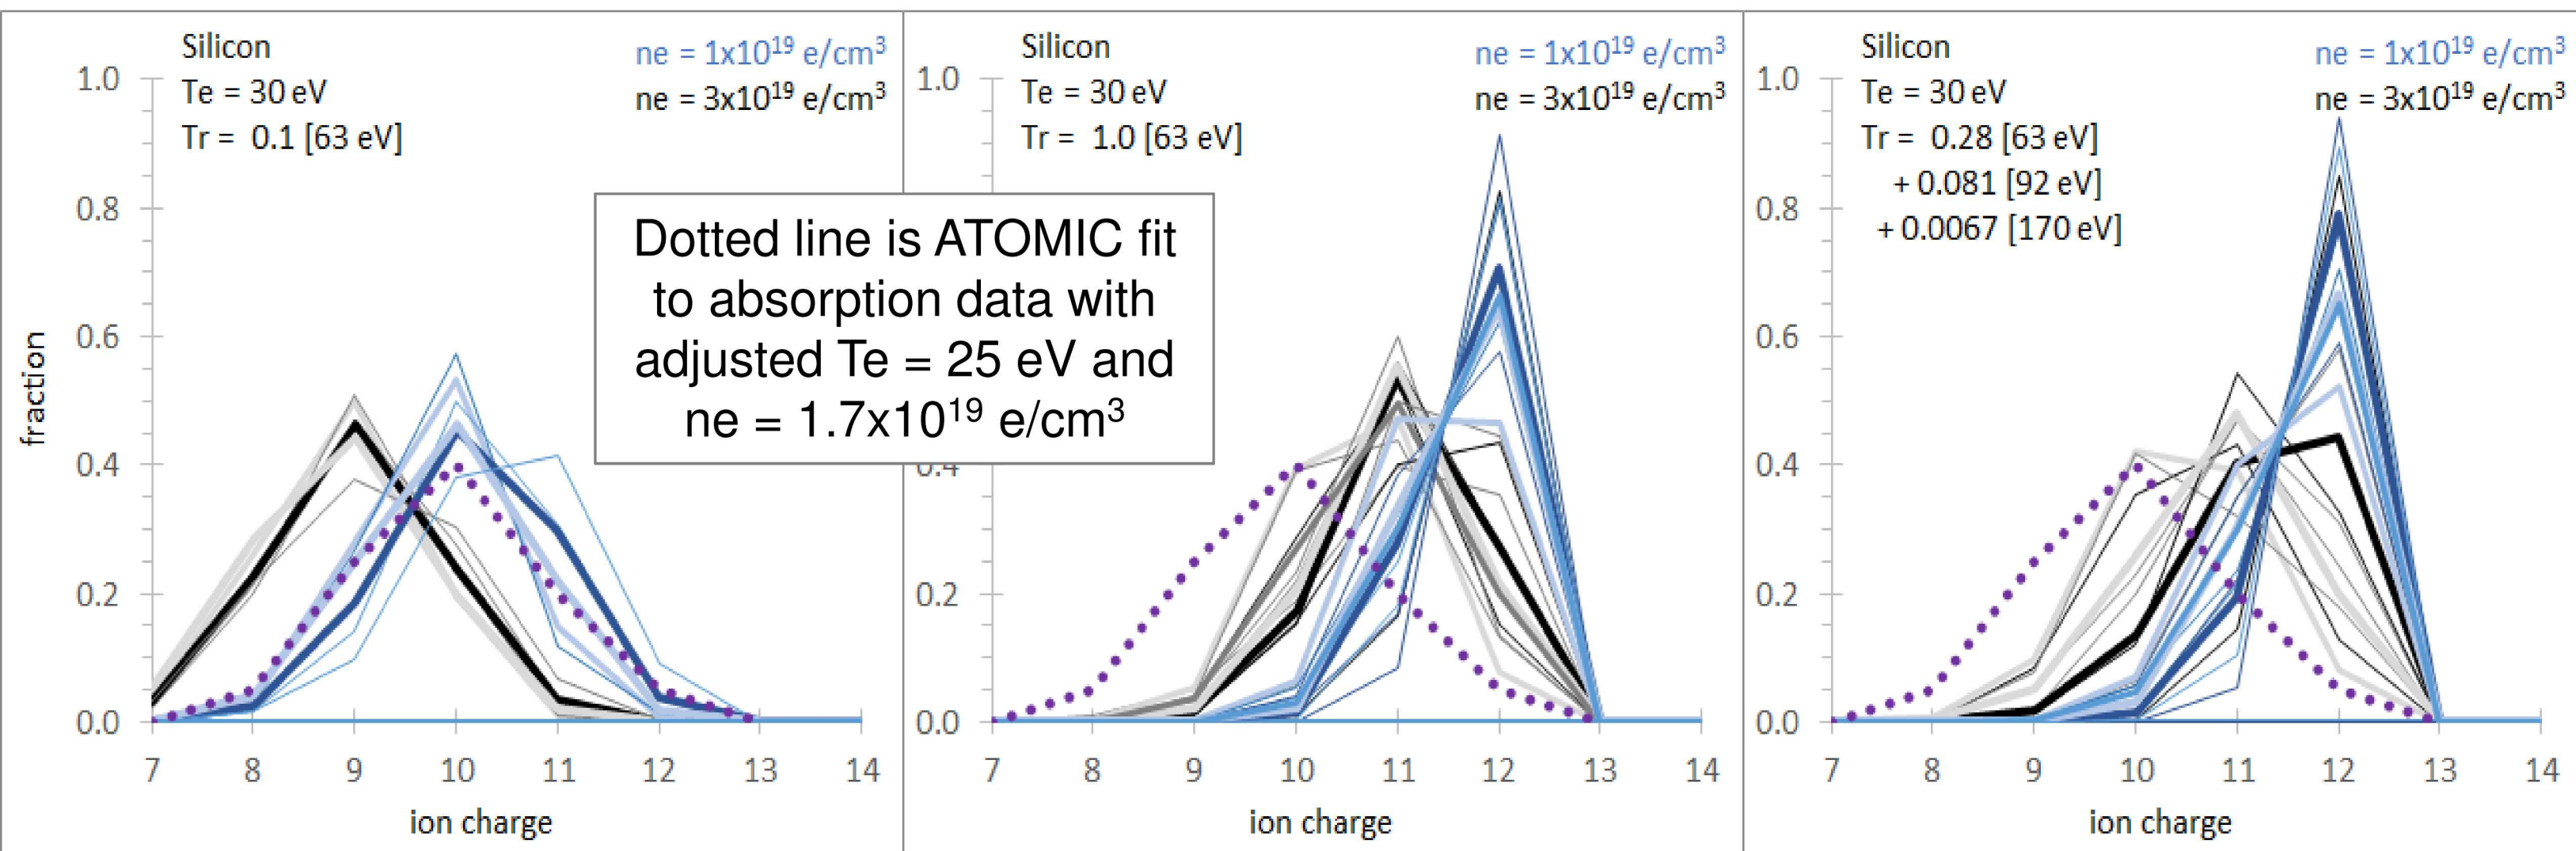 Silicon
Te = 30 eV
Tr = 0.1 [63 eV]
ne = 1x10¹⁹ e/cm³
ne = 3x10¹⁹ e/cm³
1.0
0.8
0.6
0.4
0.2
0.0
fraction
7 8 9 10 11 12 13 14
ion charge
Silicon
Te = 30 eV
Tr = 1.0 [63 eV]
ne = 1x10¹⁹ e/cm³
ne = 3x10¹⁹ e/cm³
1.0
0.4
0.2
0.0
7 8 9 10 11 12 13 14
ion charge
Dotted line is ATOMIC fit
to absorption data with
adjusted Te = 25 eV and
ne = 1.7x10¹⁹ e/cm³
Silicon
Te = 30 eV
Tr = 0.28 [63 eV]
+ 0.081 [92 eV]
+ 0.0067 [170 eV]
ne = 1x10¹⁹ e/cm³
ne = 3x10¹⁹ e/cm³
1.0
0.8
0.6
0.4
0.2
0.0
7 8 9 10 11 12 13 14
ion charge